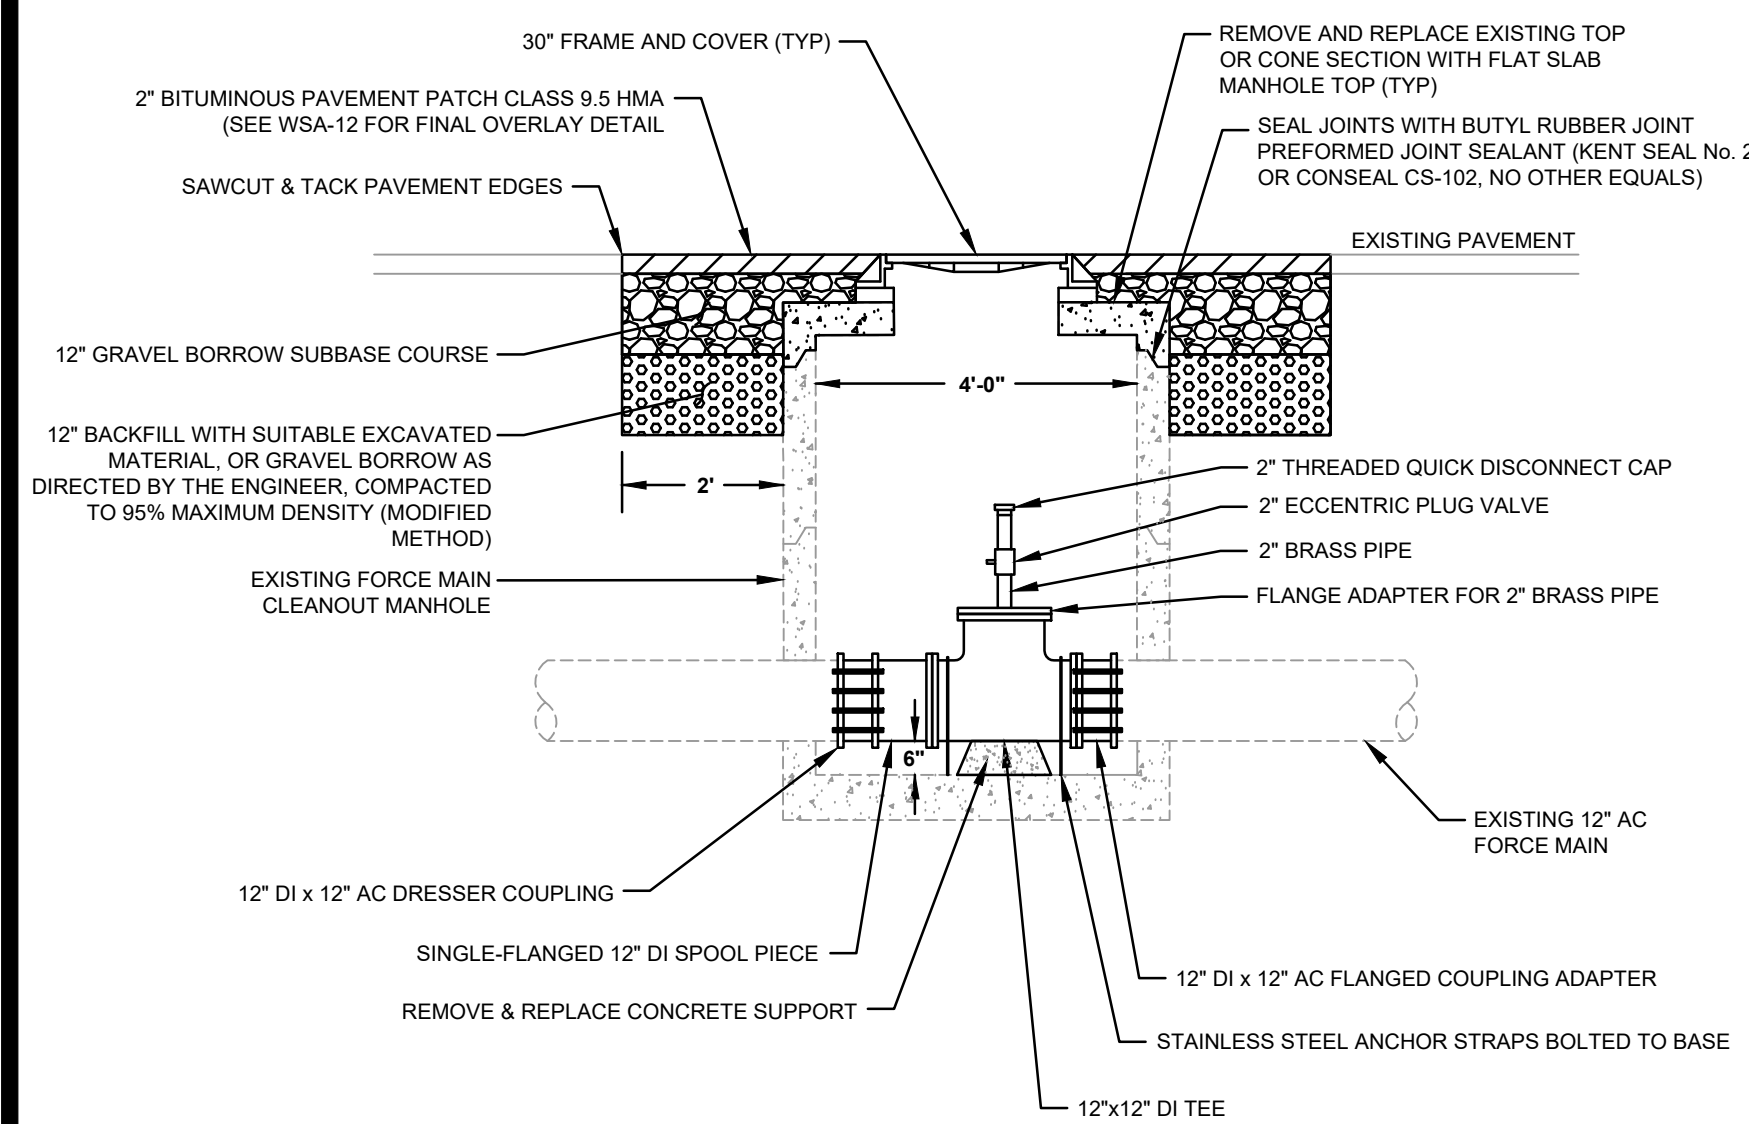 30" FRAME AND COVER (TYP)
REMOVE AND REPLACE EXISTING TOP
OR CONE SECTION WITH FLAT SLAB
MANHOLE TOP (TYP)
2" BITUMINOUS PAVEMENT PATCH CLASS 9.5 HMA
(SEE WSA-12 FOR FINAL OVERLAY DETAIL
SEAL JOINTS WITH BUTYL RUBBER JOINT
PREFORMED JOINT SEALANT (KENT SEAL No. 2
OR CONSEAL CS-102, NO OTHER EQUALS)
SAWCUT & TACK PAVEMENT EDGES
EXISTING PAVEMENT
12" GRAVEL BORROW SUBBASE COURSE
4'-0"
12" BACKFILL WITH SUITABLE EXCAVATED
MATERIAL, OR GRAVEL BORROW AS
DIRECTED BY THE ENGINEER, COMPACTED
TO 95% MAXIMUM DENSITY (MODIFIED
METHOD)
2'
2" THREADED QUICK DISCONNECT CAP
2" ECCENTRIC PLUG VALVE
2" BRASS PIPE
FLANGE ADAPTER FOR 2" BRASS PIPE
EXISTING FORCE MAIN
CLEANOUT MANHOLE
6"
EXISTING 12" AC
FORCE MAIN
12" DI x 12" AC DRESSER COUPLING
SINGLE-FLANGED 12" DI SPOOL PIECE
12" DI x 12" AC FLANGED COUPLING ADAPTER
REMOVE & REPLACE CONCRETE SUPPORT
STAINLESS STEEL ANCHOR STRAPS BOLTED TO BASE
12"x12" DI TEE